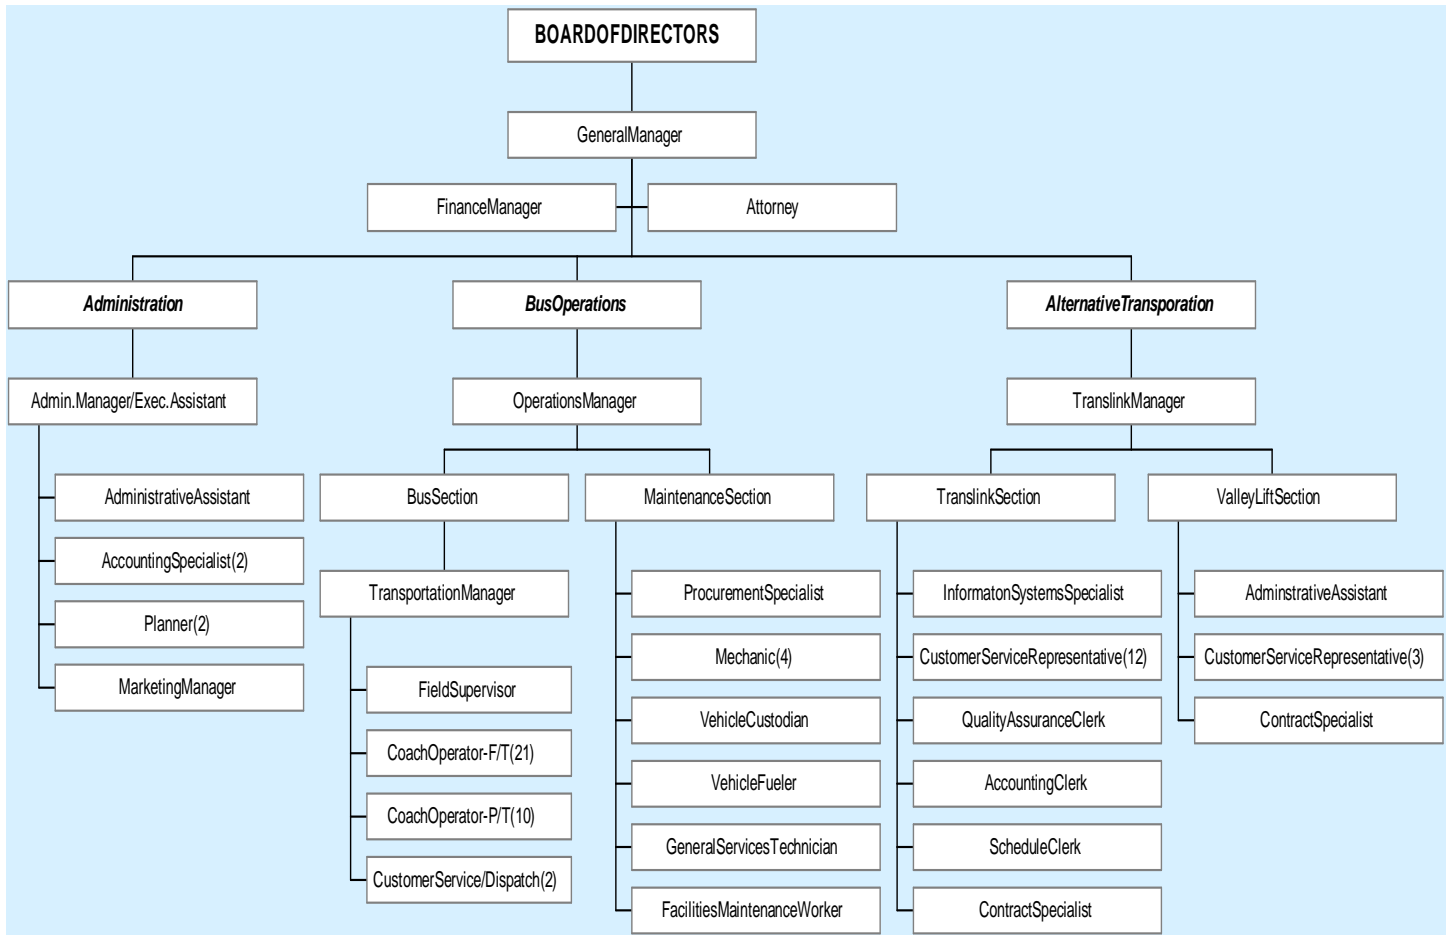 BOARDOFDIRECTORS
GeneralManager
FinanceManager
Attorney
Administration
BusOperations
AlternativeTransporation
Admin.Manager/Exec.Assistant
OperationsManager
TranslinkManager
AdministrativeAssistant
AccountingSpecialist(2)
Planner(2)
MarketingManager
BusSection
TransportationManager
FieldSupervisor
CoachOperator-F/T(21)
CoachOperator-P/T(10)
CustomerService/Dispatch(2)
MaintenanceSection
ProcurementSpecialist
Mechanic(4)
VehicleCustodian
VehicleFueler
GeneralServicesTechnician
FacilitiesMaintenanceWorker
TranslinkSection
InformatonSystemsSpecialist
CustomerServiceRepresentative(12)
QualityAssuranceClerk
AccountingClerk
ScheduleClerk
ContractSpecialist
ValleyLiftSection
AdminstrativeAssistant
CustomerServiceRepresentative(3)
ContractSpecialist